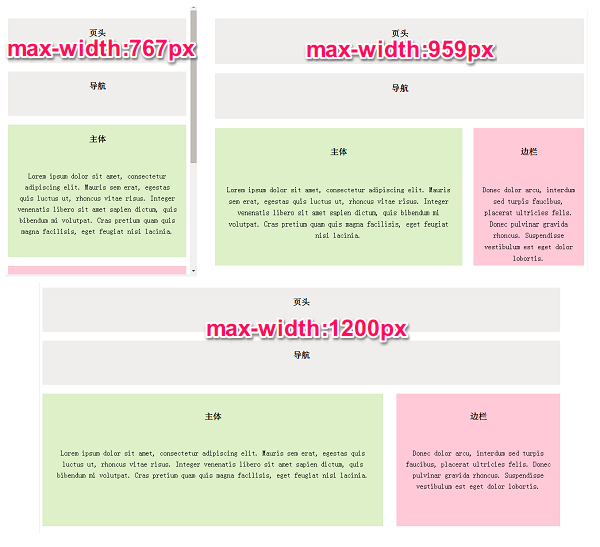 页头
max-width:767px
导航
主体
Lorem ipsum dolor sit amet, consectetur
adipiscing elit. Mauris sem erat, egestas
quis luctus ut, rhoncus vitae risus. Integer
venenatis libero sit amet sapien dictum, quis
bibendum mi volutpat. Cras pretium quam quis
magna facilisis, eget feugiat nisi lacinia.
页头
max-width:959px
导航
主体
Lorem ipsum dolor sit amet, consectetur adipiscing elit. Mauris
sem erat, egestas quis luctus ut, rhoncus vitae risus. Integer
venenatis libero sit amet sapien dictum, quis bibendum mi
volutpat. Cras pretium quam quis magna facilisis, eget feugiat
nisi lacinia.
边栏
Donec dolor arcu, interdum
sed turpis faucibus,
placerat ultricies felis.
Donec pulvinar gravida
rhoncus. Suspendisse
vestibulum est eget dolor
lobortis.
页头
max-width:1200px
导航
主体
Lorem ipsum dolor sit amet, consectetur adipiscing elit. Mauris sem erat, egestas quis
luctus ut, rhoncus vitae risus. Integer venenatis libero sit amet sapien dictum, quis
bibendum mi volutpat. Cras pretium quam quis magna facilisis, eget feugiat nisi lacinia.
边栏
Donec dolor arcu, interdum sed turpis
faucibus, placerat ultricies felis. Donec
pulvinar gravida rhoncus. Suspendisse
vestibulum est eget dolor lobortis.